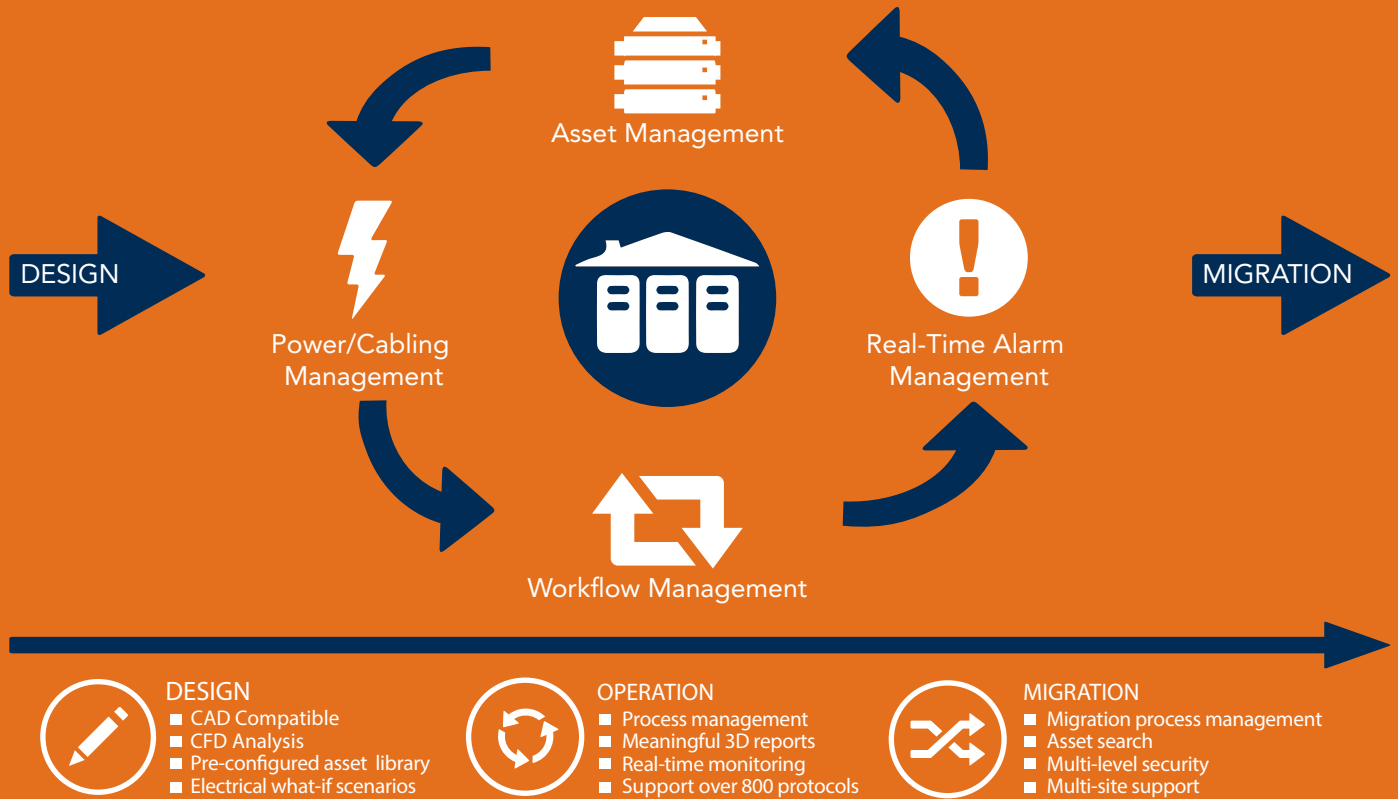 Asset Management
DESIGN
MIGRATION
Power/Cabling
Management
Real-Time Alarm
Management
Workflow Management
DESIGN
CAD Compatible
CFD Analysis
Pre-configured asset library
Electrical what-if scenarios
OPERATION
Process management
Meaningful 3D reports
Real-time monitoring
Support over 800 protocols
MIGRATION
Migration process management
Asset search
Multi-level security
Multi-site support